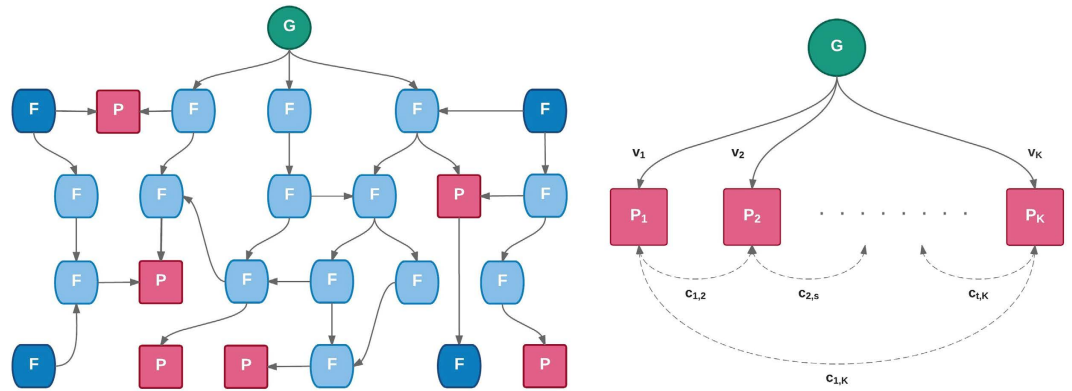 G
F P F F F F
F F F F P F
F P F F F F
F P P F F P
G
v1 v2 vK
P1 P2 . . . . . . . . PK
c1,2 c2,s ct,K
c1,K